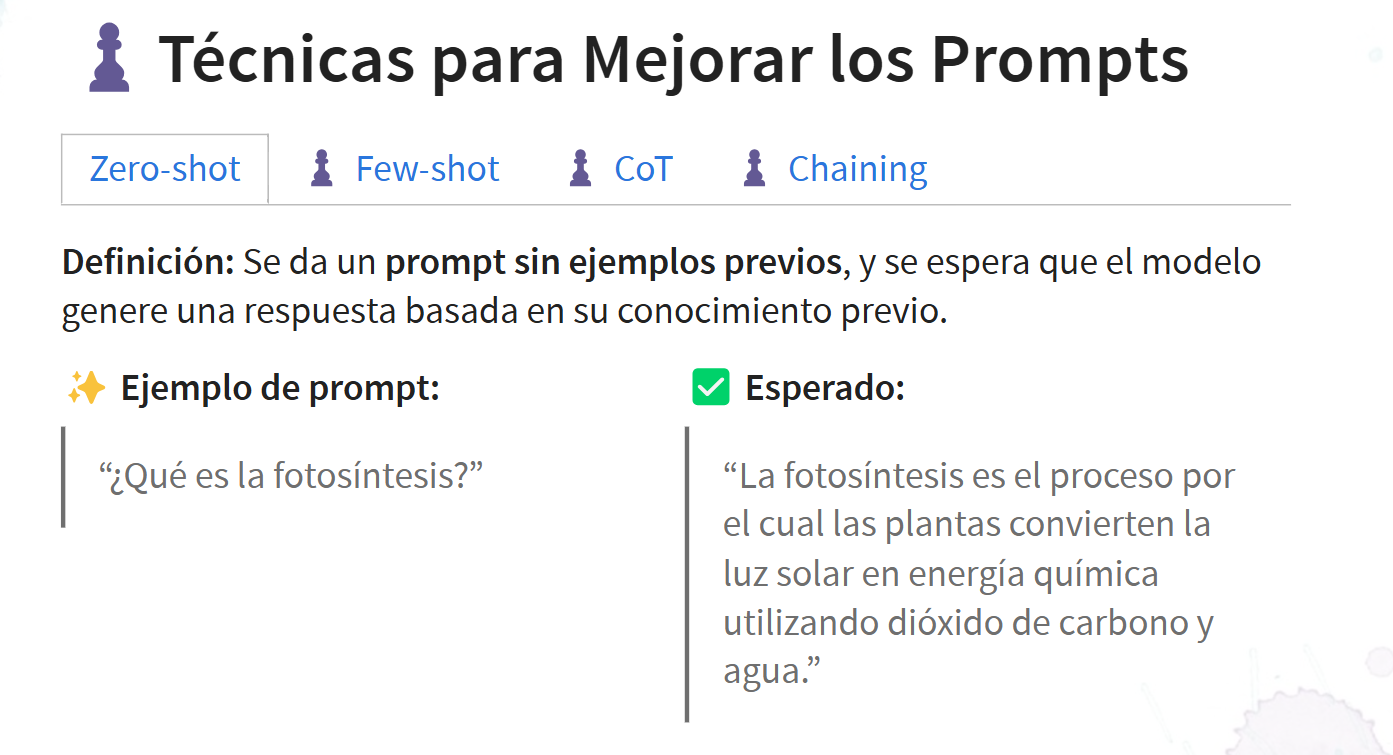 Técnicas para Mejorar los Prompts
Zero-shot
Few-shot
CoT
Chaining
Definición: Se da un prompt sin ejemplos previos, y se espera que el modelo
genere una respuesta basada en su conocimiento previo.
Ejemplo de prompt:
“¿Qué es la fotosíntesis?”
Esperado:
“La fotosíntesis es el proceso por
el cual las plantas convierten la
luz solar en energía química
utilizando dióxido de carbono y
agua.”